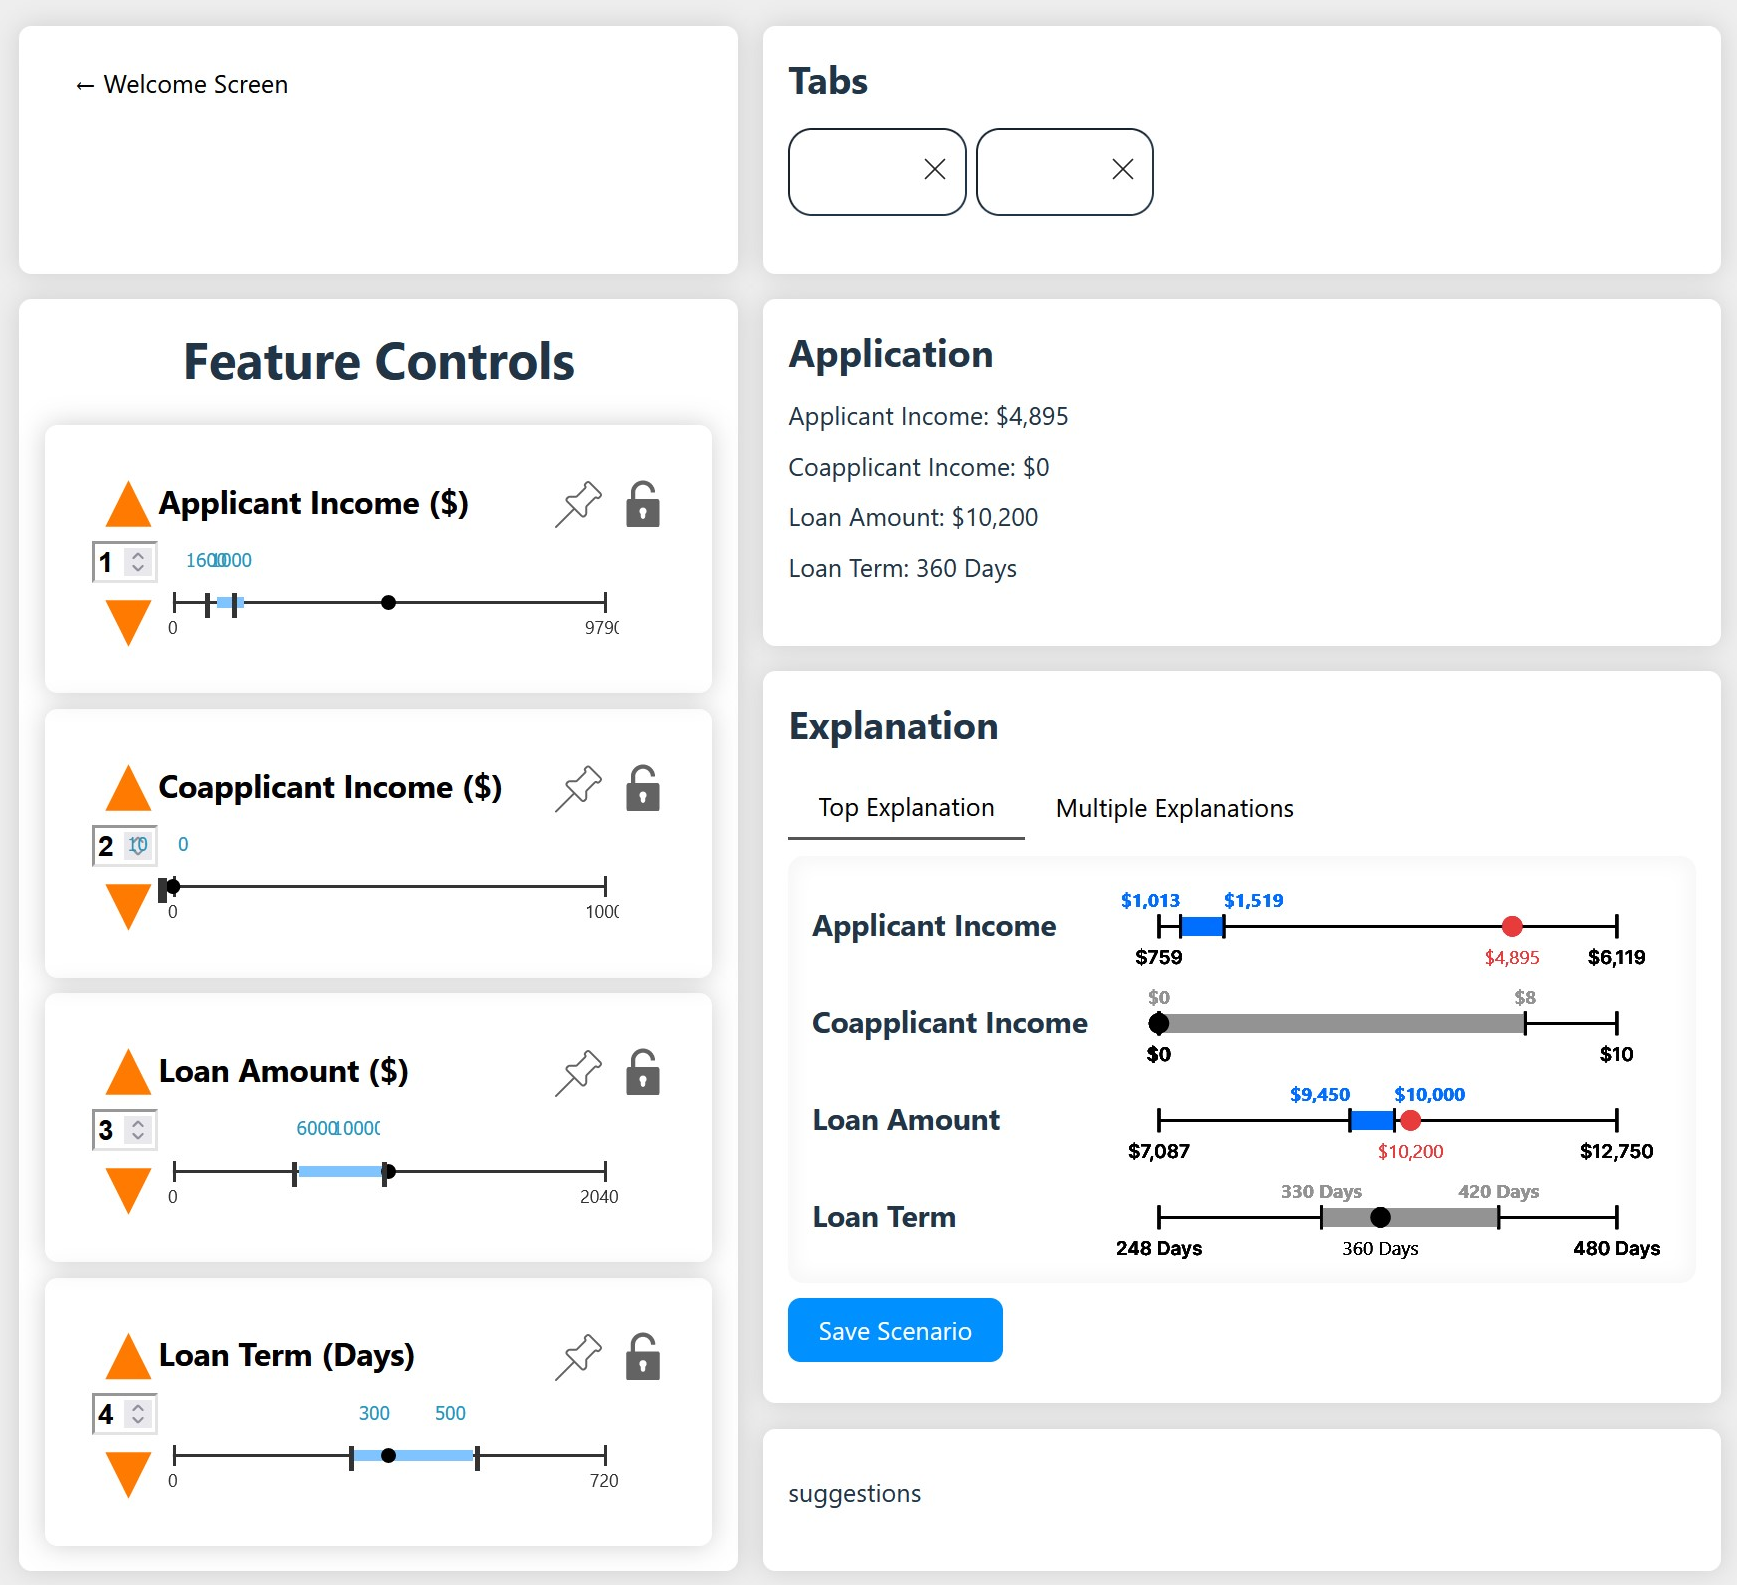 ← Welcome Screen
Tabs
Feature Controls
Applicant Income ($)
1
1600 1000
0 9790
Coapplicant Income ($)
2 10 0
0 1000
Loan Amount ($)
3
6000 10000
0 2040
Loan Term (Days)
4
300 500
0 720
Application
Applicant Income: $4,895
Coapplicant Income: $0
Loan Amount: $10,200
Loan Term: 360 Days
Explanation
Top Explanation Multiple Explanations
$1,013 $1,519
Applicant Income
$759 $4,895 $6,119
$0 $8
Coapplicant Income
$0 $10
$9,450 $10,000
Loan Amount
$7,087 $10,200 $12,750
330 Days 420 Days
Loan Term
248 Days 360 Days 480 Days
Save Scenario
suggestions